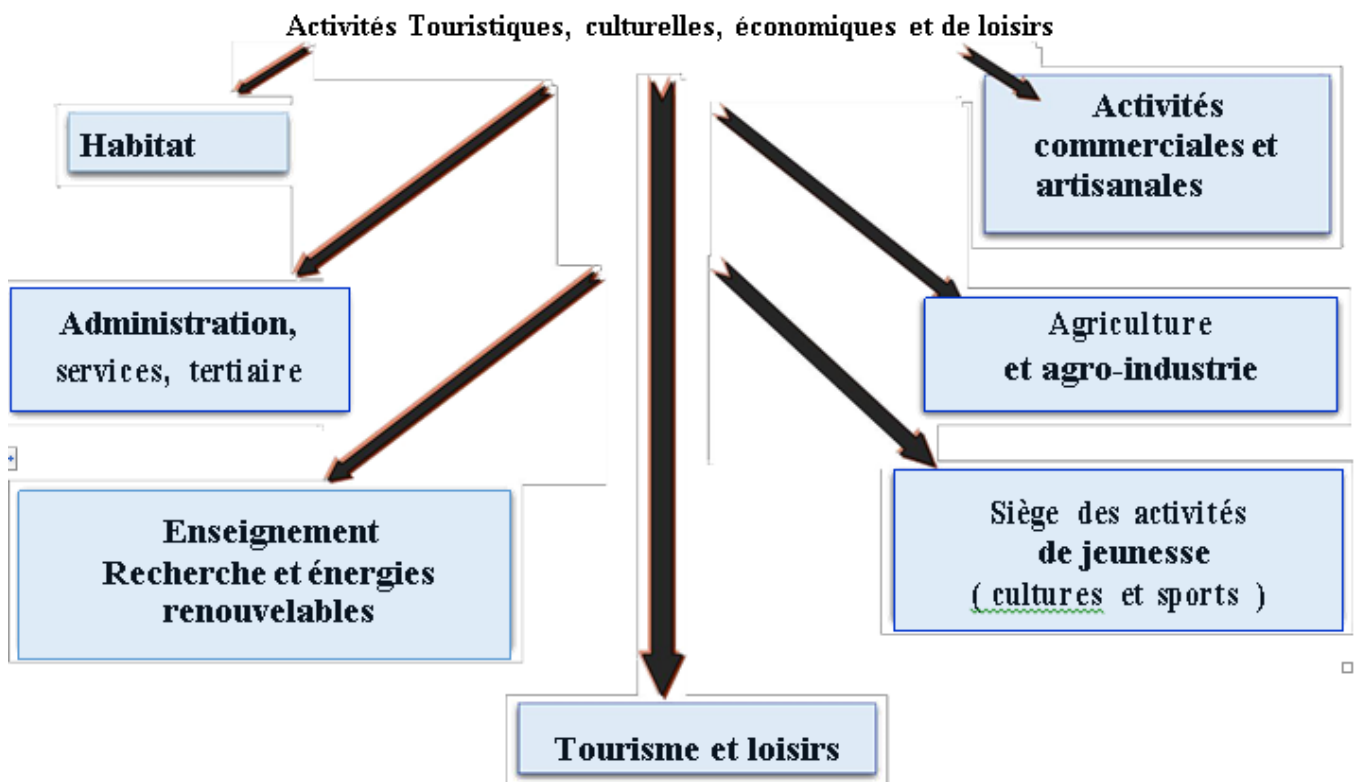 Activités Touristiques, culturelles, économiques et de loisirs
Habitat
Activités
commerciales et
artisanales
Administration,
services, tertiaire
Agriculture
et agro-industrie
Enseignement
Recherche et énergies
renouvelables
Siège des activités
de jeunesse
( cultures et sports )
Tourisme et loisirs